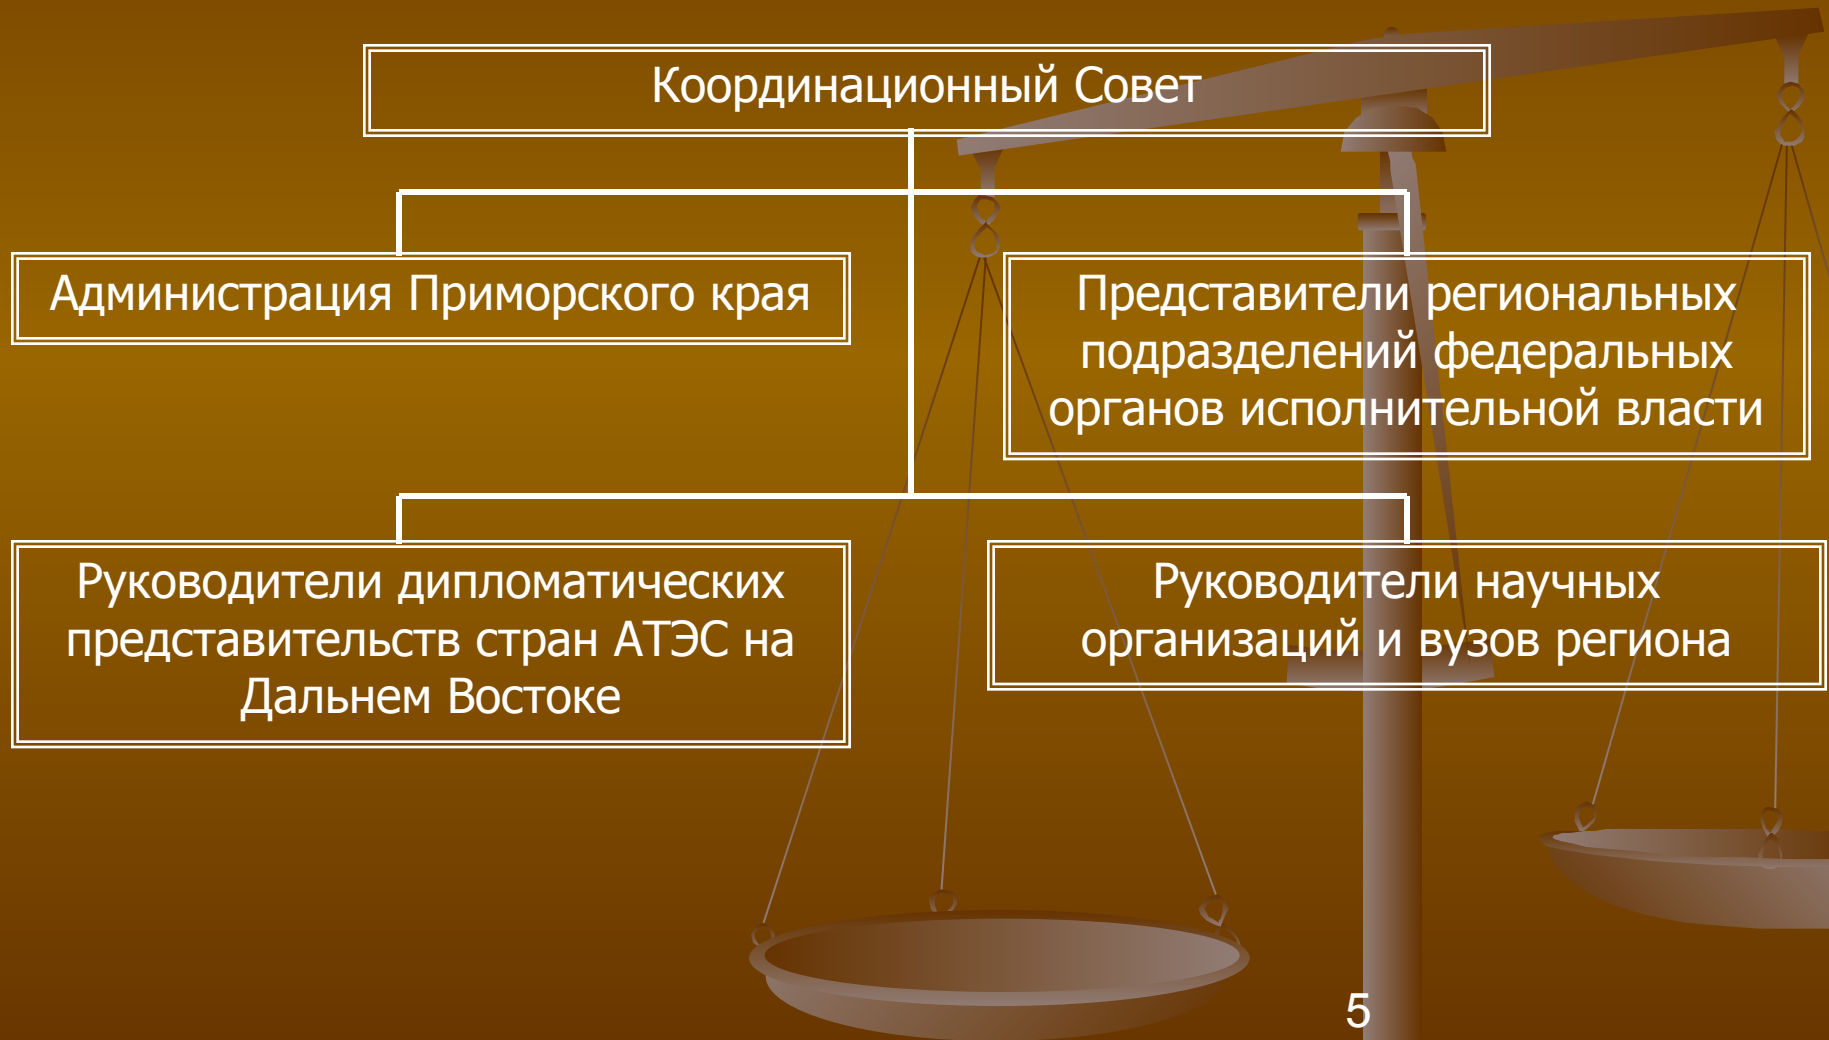 Координационный Совет
Администрация Приморского края
Представители региональных
подразделений федеральных
органов исполнительной власти
Руководители дипломатических
представительств стран АТЭС на
Дальнем Востоке
Руководители научных
организаций и вузов региона
5